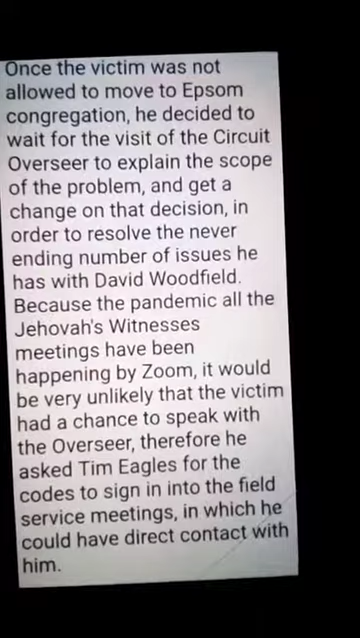 Once the victim was not
allowed to move to Epsom
congregation, he decided to
wait for the visit of the Circuit
Overseer to explain the scope
of the problem, and get a
change on that decision, in
order to resolve the never
ending number of issues he
has with David Woodfield.
Because the pandemic all the
Jehovah's Witnesses
meetings have been
happening by Zoom, it would
be very unlikely that the victim
had a chance to speak with
the Overseer, therefore he
asked Tim Eagles for the
codes to sign in into the field
service meetings, in which he
could have direct contact with
him.